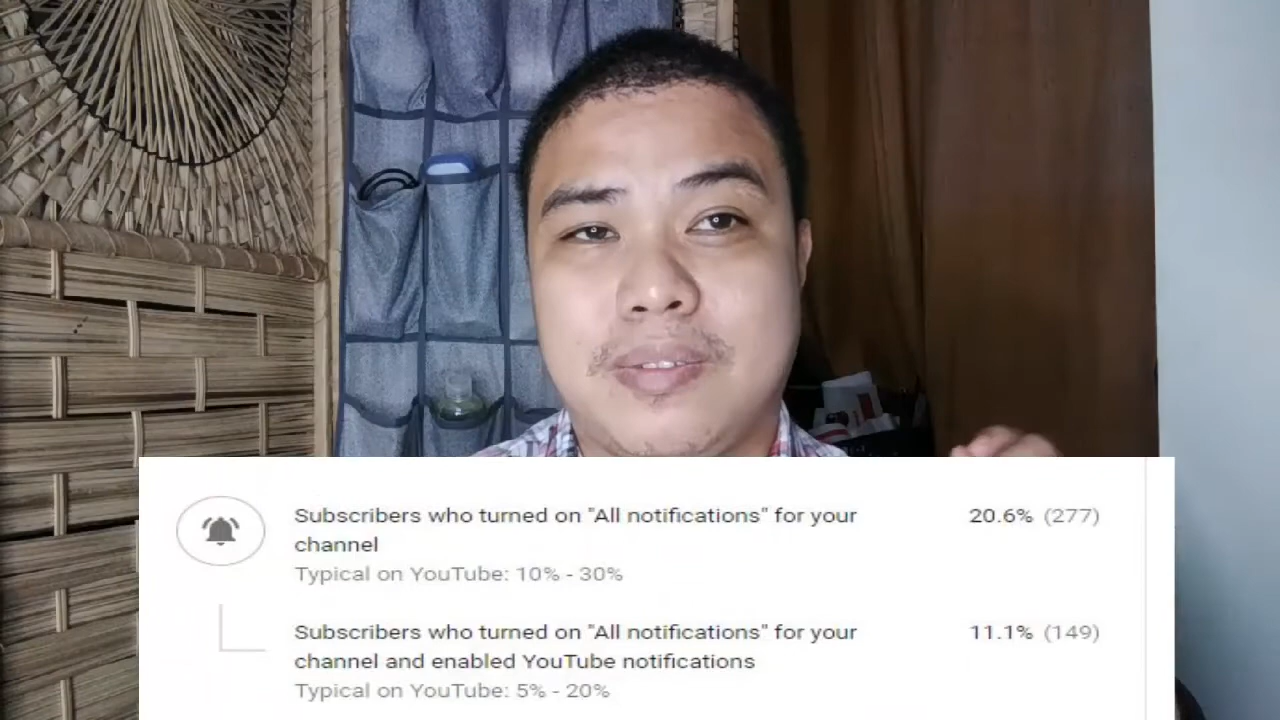 Subscribers who turned on "All notifications" for your 20.6% (277)
channel
Typical on YouTube: 10% - 30%
Subscribers who turned on "All notifications" for your 11.1% (149)
channel and enabled YouTube notifications
Typical on YouTube: 5% - 20%